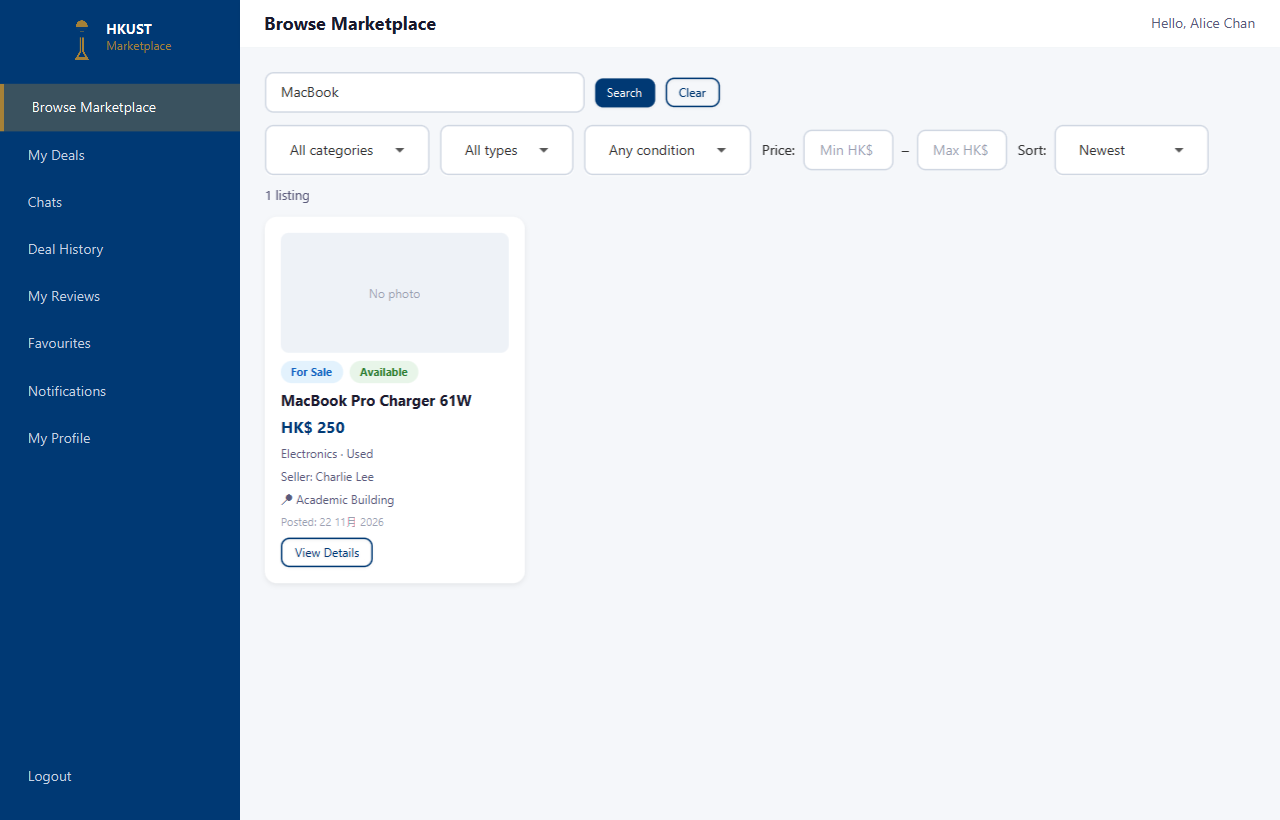 HKUST
Marketplace
Browse Marketplace
My Deals
Chats
Deal History
My Reviews
Favourites
Notifications
My Profile
Logout
Browse Marketplace
Hello, Alice Chan
MacBook
Search
Clear
All categories
All types
Any condition
Price:
Min HK$
–
Max HK$
Sort:
Newest
1 listing
No photo
For Sale
Available
MacBook Pro Charger 61W
HK$ 250
Electronics · Used
Seller: Charlie Lee
📍 Academic Building
Posted: 22 11月 2026
View Details